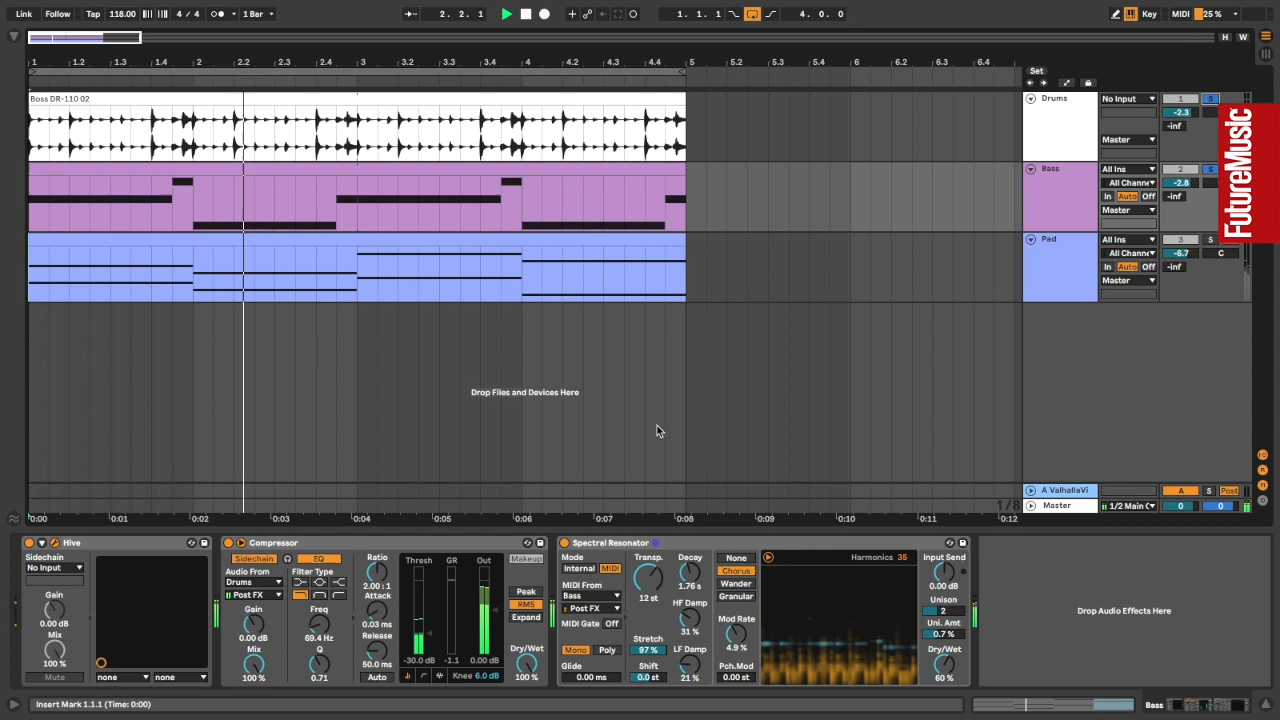 Link Follow Tap 118.00 4 / 4 1 Bar 2. 2. 1 1. 1. 1 4. 0. 0 Key MIDI 25 %
H W
1 1.2 1.3 1.4 2 2.2 2.3 2.4 3 3.2 3.3 3.4 4 4.2 4.3 4.4 5 5.2 5.3 5.4 6 6.2 6.3 6.4
Set
Boss DR-110 02
Drums No Input 1 S
-2.3
-inf
Master
Bass All Ins 2 S
All Channe -2.8
In Auto Off -inf
Master
Pad All Ins 3 S
All Channe -6.7 C
In Auto Off -inf
Master
FutureMusic
Drop Files and Devices Here
A ValhallaVi A S Post
1/8 Master 1/2 Main 0 0
0:00 0:01 0:02 0:03 0:04 0:05 0:06 0:07 0:08 0:09 0:10 0:11 0:12
Hive
Sidechain
No Input
Gain
0.00 dB
Mix
100 %
Mute none none
Compressor
Sidechain EQ
Audio From Filter Type
Drums
Post FX
Gain Freq
0.00 dB 69.4 Hz
Mix Q
100 % 0.71
Ratio
2.00 : 1
Attack
0.03 ms
Release
50.0 ms
Auto
Thresh GR Out
-30.0 dB -1.1 0.00 dB
Knee 6.0 dB
Makeup
Peak
RMS
Expand
Dry/Wet
100 %
Spectral Resonator
Mode
Internal MIDI
MIDI From
Bass
Post FX
MIDI Gate Off
Mono Poly
Glide
0.00 ms
Transp.
12 st
Stretch
97 %
Shift
0.0 st
Decay
1.76 s
HF Damp
31 %
LF Damp
21 %
None
Chorus
Wander
Granular
Mod Rate
4.9 %
Pch.Mod
0.00 st
Harmonics 35
Input Send
0.00 dB
Unison
2
Uni. Amt
0.7 %
Dry/Wet
60 %
Drop Audio Effects Here
Insert Mark 1.1.1 (Time: 0:00)
Bass